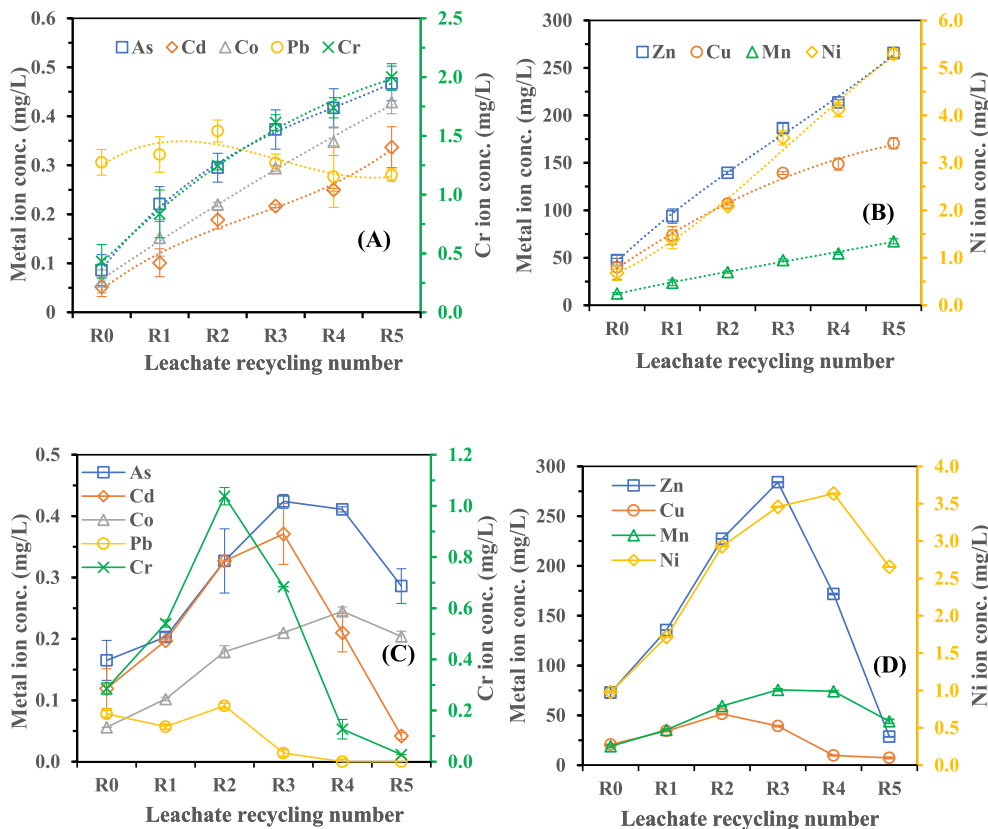 As Cd Co Pb Cr
Metal ion conc. (mg/L)
0.6
0.5
0.4
0.3
0.2
0.1
0
Cr ion conc. (mg/L)
2.5
2.0
1.5
1.0
0.5
0.0
(A)
R0 R1 R2 R3 R4 R5
Leachate recycling number
Zn Cu Mn Ni
Metal ion conc. (mg/L)
300
250
200
150
100
50
0
Ni ion conc. (mg/L)
6.0
5.0
4.0
3.0
2.0
1.0
0.0
(B)
R0 R1 R2 R3 R4 R5
Leachate recycling number
As
Cd
Co
Pb
Cr
Metal ion conc. (mg/L)
0.5
0.4
0.3
0.2
0.1
0.0
Cr ion conc. (mg/L)
1.2
1.0
0.8
0.6
0.4
0.2
0.0
(C)
R0 R1 R2 R3 R4 R5
Leachate recycling number
Zn
Cu
Mn
Ni
Metal ion conc. (mg/L)
300
275
250
225
200
175
150
125
100
75
50
25
0
Ni ion conc. (mg/L)
4.0
3.5
3.0
2.5
2.0
1.5
1.0
0.5
0.0
(D)
R0 R1 R2 R3 R4 R5
Leachate recycling number